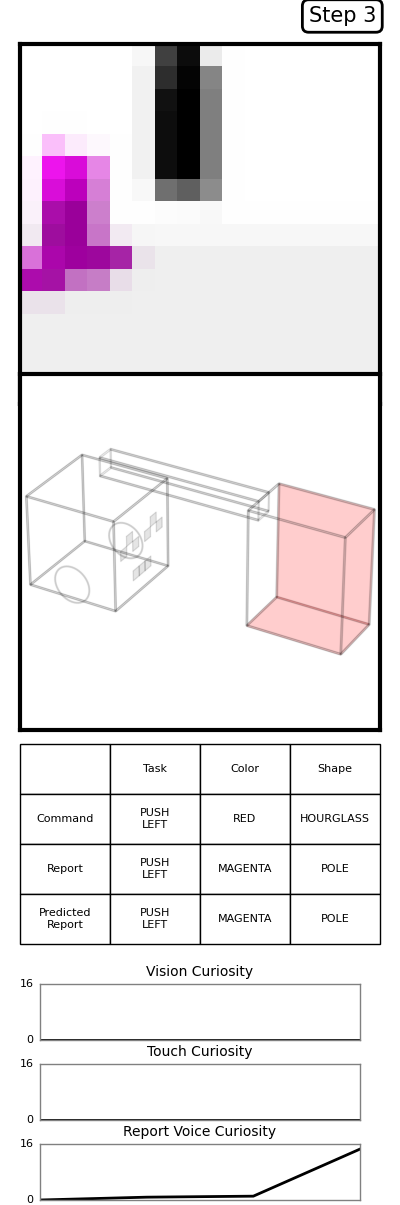 Step 3
Task Color Shape
Command PUSH LEFT RED HOURGLASS
Report PUSH LEFT MAGENTA POLE
Predicted Report PUSH LEFT MAGENTA POLE
Vision Curiosity
16
0
Touch Curiosity
16
0
Report Voice Curiosity
16
0